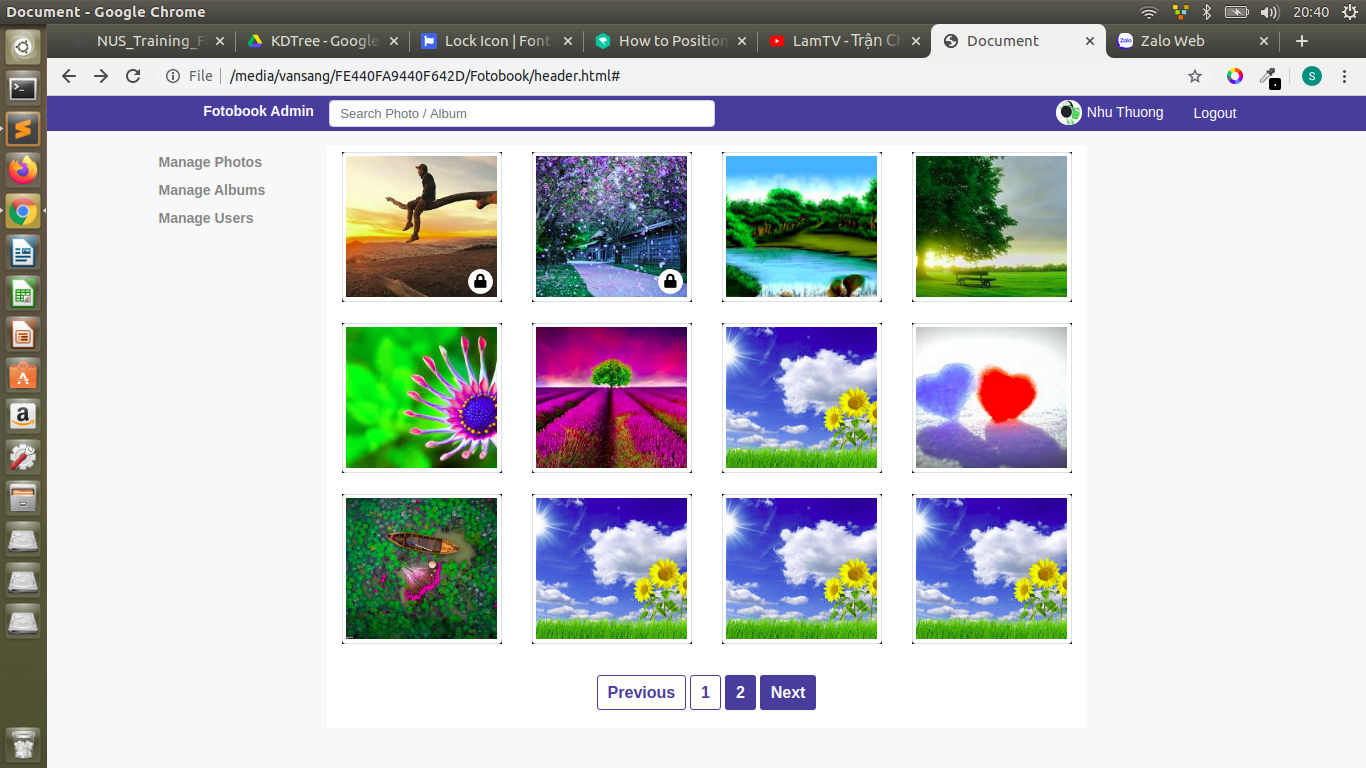 Document - Google Chrome
20:40
NUS_Training_F
KDTree - Google
Lock Icon | Font
How to Position
LamTV - Trận Ch
Document
Zalo Web
File
/media/vansang/FE440FA9440F642D/Fotobook/header.html#
S
Fotobook Admin
Search Photo / Album
Nhu Thuong
Logout
Manage Photos
Manage Albums
Manage Users
Previous
1
2
Next